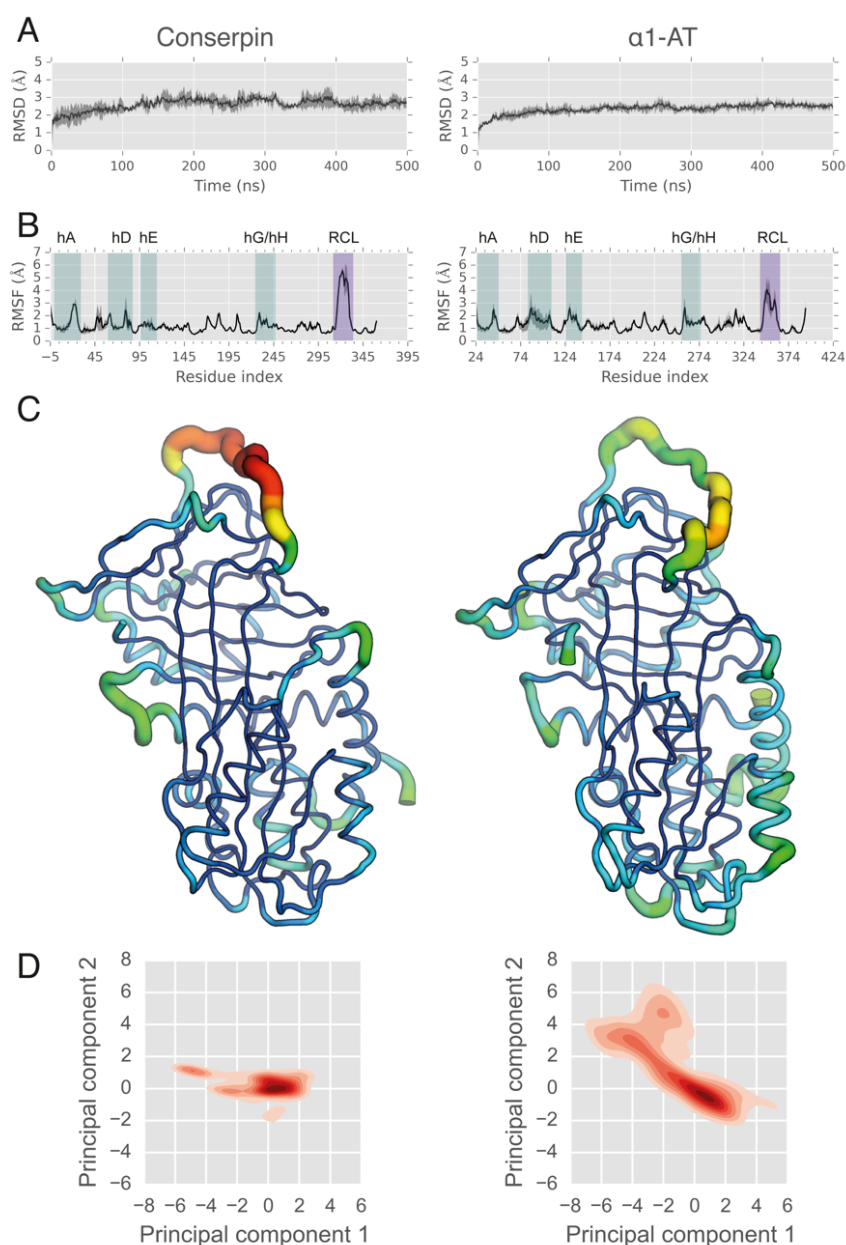 A
Conserpin
α1-AT
RMSD (Å)
5
4
3
2
1
0
0 100 200 300 400 500
Time (ns)
RMSD (Å)
5
4
3
2
1
0
0 100 200 300 400 500
Time (ns)
B
hA hD hE hG/hH RCL
RMSF (Å)
7
6
5
4
3
2
1
0
−5 45 95 145 195 245 295 345 395
Residue index
hA hD hE hG/hH RCL
RMSF (Å)
7
6
5
4
3
2
1
0
24 74 124 174 224 274 324 374 424
Residue index
C
D
Principal component 2
8
6
4
2
0
−2
−4
−6
−8 −6 −4 −2 0 2 4 6
Principal component 1
Principal component 2
8
6
4
2
0
−2
−4
−6
−8 −6 −4 −2 0 2 4 6
Principal component 1